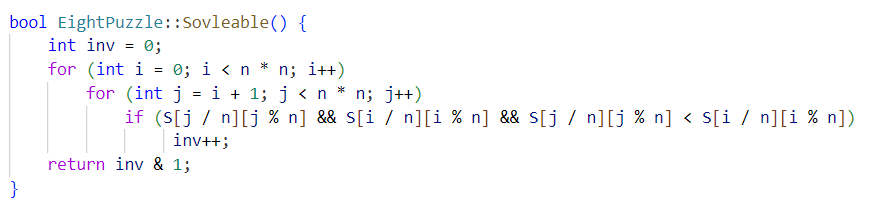 bool EightPuzzle::Sovleable() {
    int inv = 0;
    for (int i = 0; i < n * n; i++)
        for (int j = i + 1; j < n * n; j++)
            if (S[j / n][j % n] && S[i / n][i % n] && S[j / n][j % n] < S[i / n][i % n])
                inv++;
    return inv & 1;
}